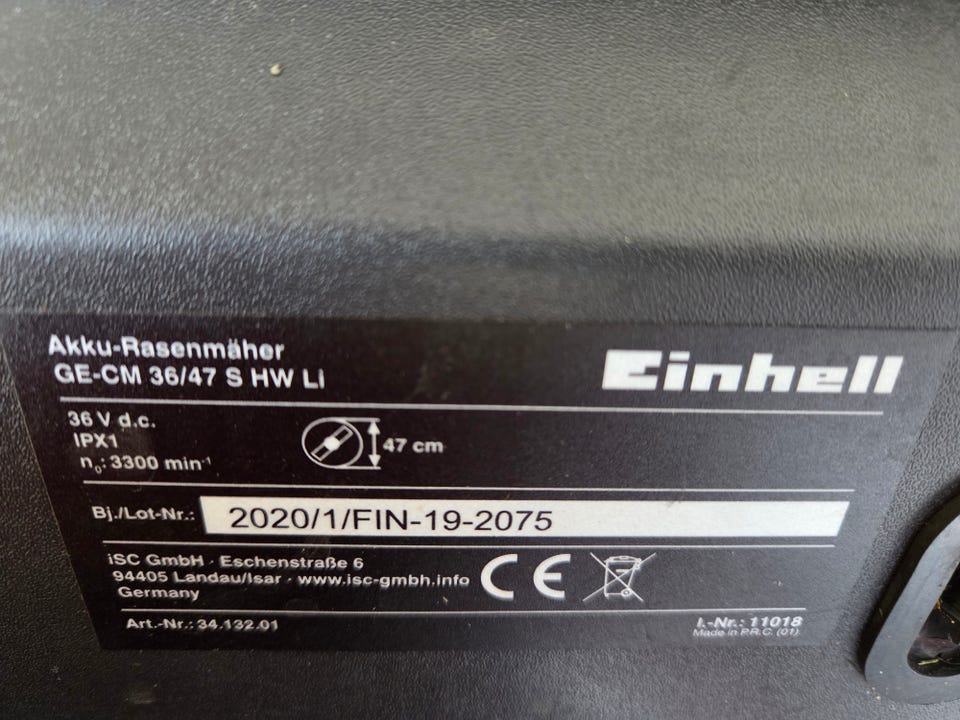 Akku-Rasenmäher
GE-CM 36/47 S HW Li
Einhell
36 V d.c.
IPX1
n₀: 3300 min⁻¹
47 cm
Bj./Lot-Nr.: 2020/1/FIN-19-2075
iSC GmbH · Eschenstraße 6
94405 Landau/Isar · www.isc-gmbh.info
Germany
CE
Art.-Nr.: 34.132.01
I.-Nr.: 11018
Made in P.R.C. (01)